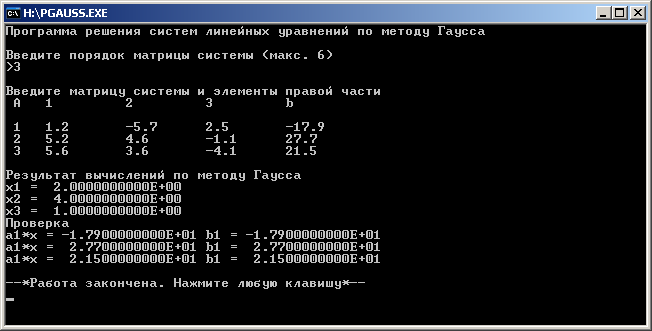 H:\PGAUSS.EXE
Программа решения систем линейных уравнений по методу Гаусса
Введите порядок матрицы системы (макс. 6)
>3
Введите матрицу системы и элементы правой части
A 1 2 3 b
1 1.2 -5.7 2.5 -17.9
2 5.2 4.6 -1.1 27.7
3 5.6 3.6 -4.1 21.5
Результат вычислений по методу Гаусса
x1 = 2.0000000000E+00
x2 = 4.0000000000E+00
x3 = 1.0000000000E+00
Проверка
a1*x = -1.7900000000E+01 b1 = -1.7900000000E+01
a1*x = 2.7700000000E+01 b1 = 2.7700000000E+01
a1*x = 2.1500000000E+01 b1 = 2.1500000000E+01
--*Работа закончена. Нажмите любую клавишу*--